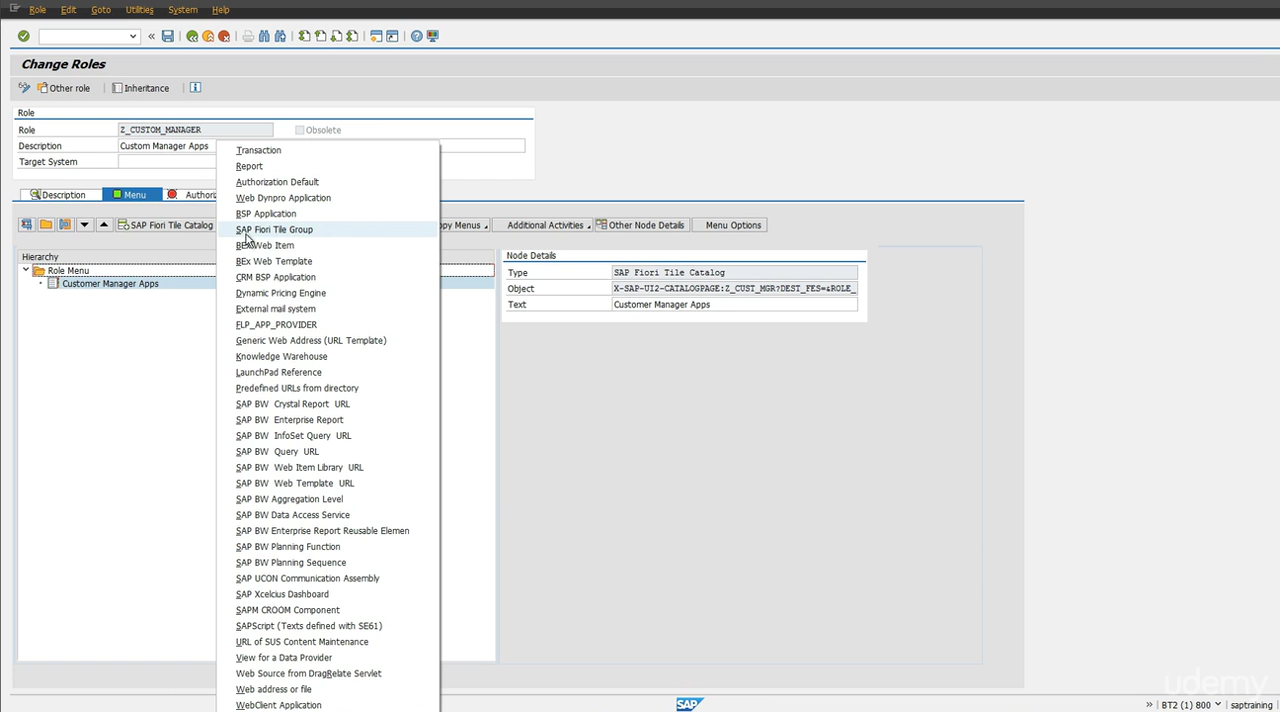 Role Edit Goto Utilities System Help
Change Roles
Other role Inheritance
Role
Role Z_CUSTOM_MANAGER Obsolete
Description Custom Manager Apps
Target System
Description Menu
SAP Fiori Tile Catalog Additional Activities Other Node Details Menu Options
Hierarchy
Role Menu
Customer Manager Apps
Transaction
Report
Authorization Default
Web Dynpro Application
BSP Application
SAP Fiori Tile Group
BEx Web Item
BEx Web Template
CRM BSP Application
Dynamic Pricing Engine
External mail system
FLP_APP_PROVIDER
Generic Web Address (URL Template)
Knowledge Warehouse
LaunchPad Reference
Predefined URLs from directory
SAP BW Crystal Report URL
SAP BW Enterprise Report
SAP BW InfoSet Query URL
SAP BW Query URL
SAP BW Web Item Library URL
SAP BW Web Template URL
SAP BW Aggregation Level
SAP BW Data Access Service
SAP BW Enterprise Report Reusable Elemen
SAP BW Planning Function
SAP BW Planning Sequence
SAP UCON Communication Assembly
SAP Xcelcius Dashboard
SAPM CROOM Component
SAPScript (Texts defined with SE61)
URL of SUS Content Maintenance
View for a Data Provider
Web Source from DragRelate Servlet
Web address or file
WebClient Application
Node Details
Type SAP Fiori Tile Catalog
Object X-SAP-UI2-CATALOGPAGE:Z_CUST_MGR?DEST_FES=&ROLE_
Text Customer Manager Apps
udemy
SAP
BT2 (1) 800 saptraining